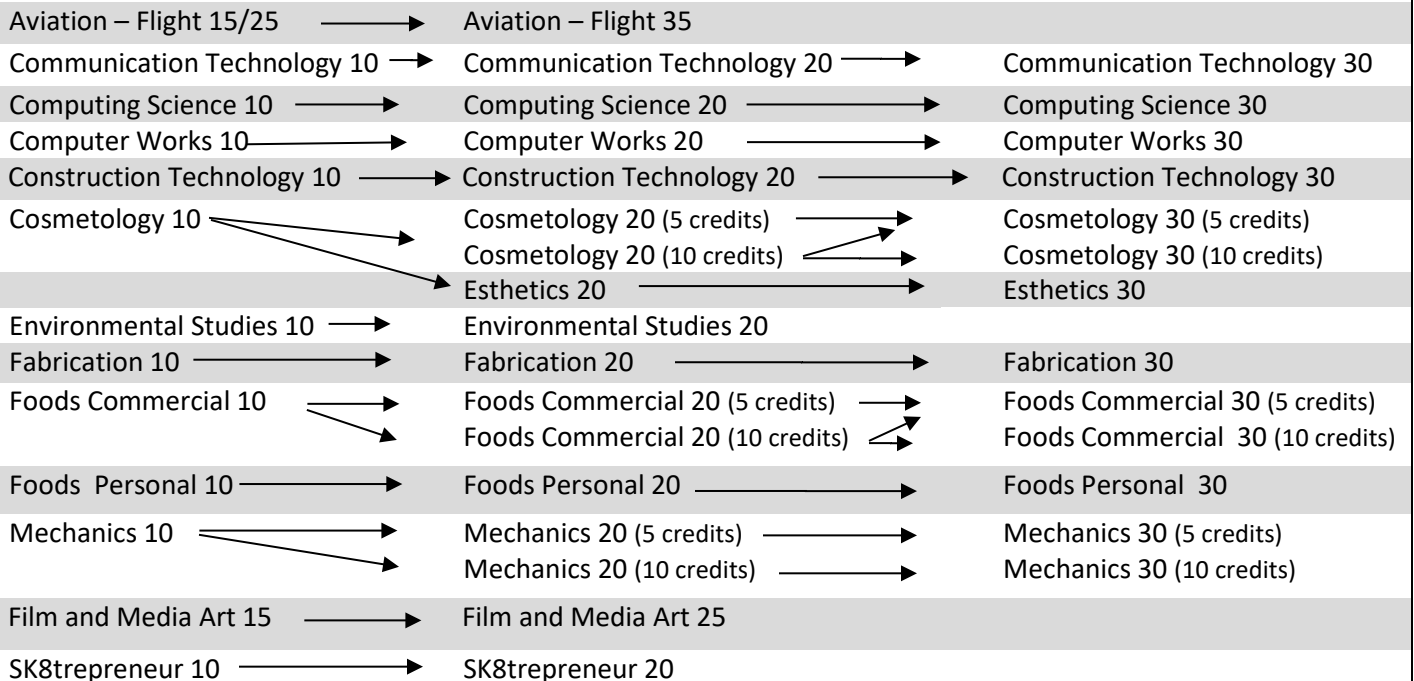 Aviation – Flight 15/25 Aviation – Flight 35
Communication Technology 10 Communication Technology 20 Communication Technology 30
Computing Science 10 Computing Science 20 Computing Science 30
Computer Works 10 Computer Works 20 Computer Works 30
Construction Technology 10 Construction Technology 20 Construction Technology 30
Cosmetology 10 Cosmetology 20 (5 credits) Cosmetology 30 (5 credits)
Cosmetology 20 (10 credits) Cosmetology 30 (10 credits)
Esthetics 20 Esthetics 30
Environmental Studies 10 Environmental Studies 20
Fabrication 10 Fabrication 20 Fabrication 30
Foods Commercial 10 Foods Commercial 20 (5 credits) Foods Commercial 30 (5 credits)
Foods Commercial 20 (10 credits) Foods Commercial 30 (10 credits)
Foods Personal 10 Foods Personal 20 Foods Personal 30
Mechanics 10 Mechanics 20 (5 credits) Mechanics 30 (5 credits)
Mechanics 20 (10 credits) Mechanics 30 (10 credits)
Film and Media Art 15 Film and Media Art 25
SK8trepreneur 10 SK8trepreneur 20